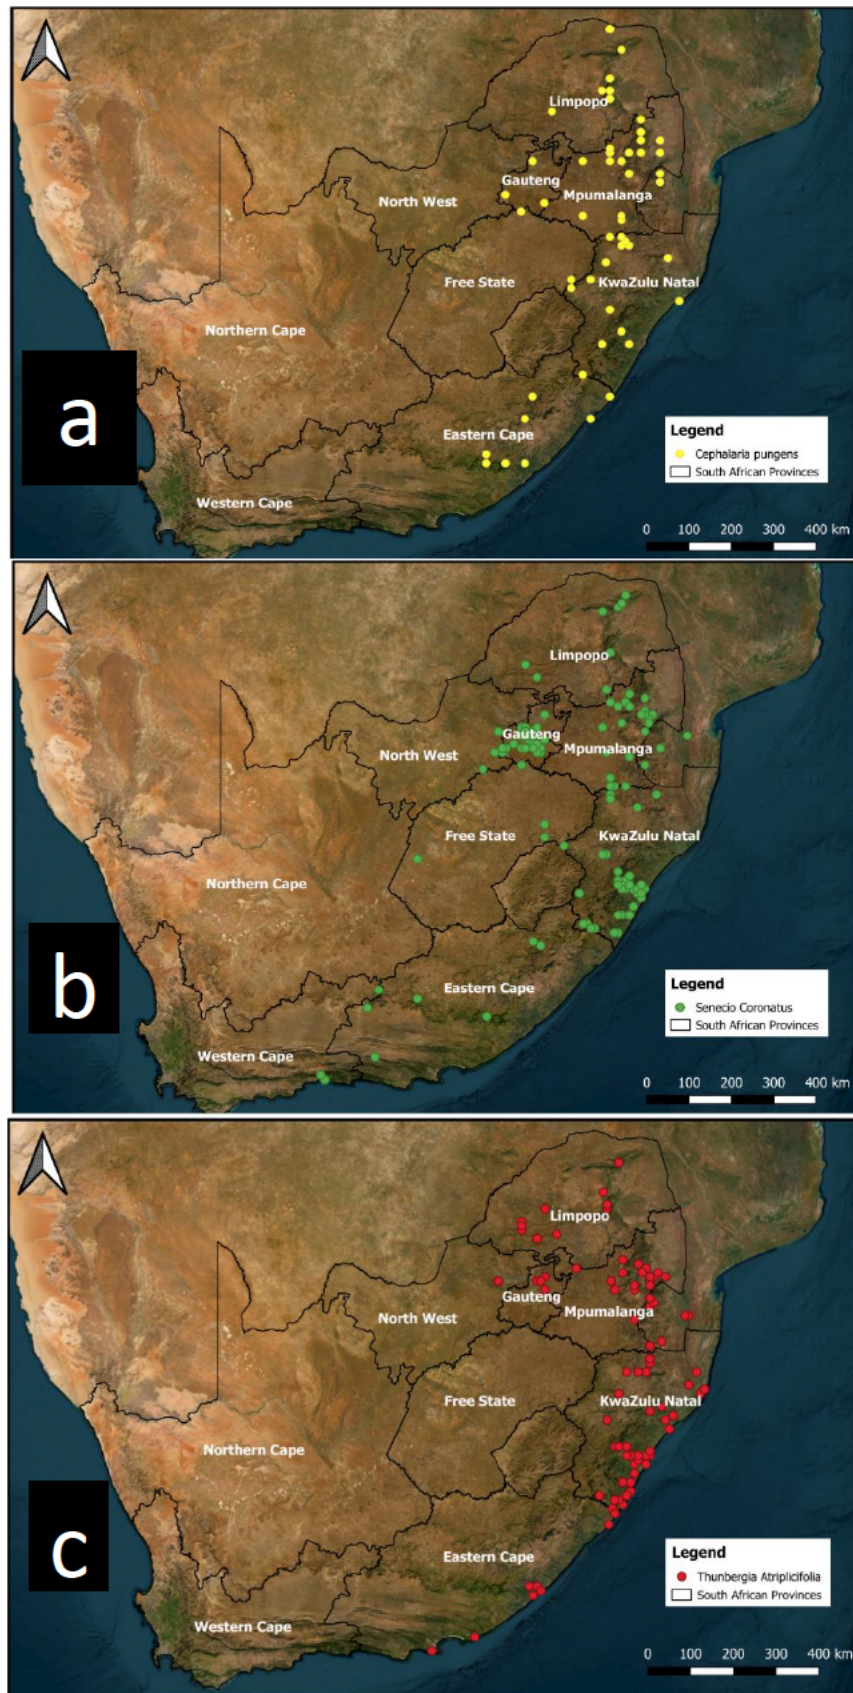 Limpopo
Gauteng
North West
Mpumalanga
Free State
KwaZulu Natal
Northern Cape
a
Eastern Cape
Western Cape
Legend
Cephalaria pungens
South African Provinces
0 100 200 300 400 km
Limpopo
Gauteng
North West
Mpumalanga
Free State
KwaZulu Natal
Northern Cape
b
Eastern Cape
Western Cape
Legend
Senecio Coronatus
South African Provinces
0 100 200 300 400 km
Limpopo
Gauteng
North West
Mpumalanga
Free State
KwaZulu Natal
Northern Cape
c
Eastern Cape
Western Cape
Legend
Thunbergia Atriplicifolia
South African Provinces
0 100 200 300 400 km